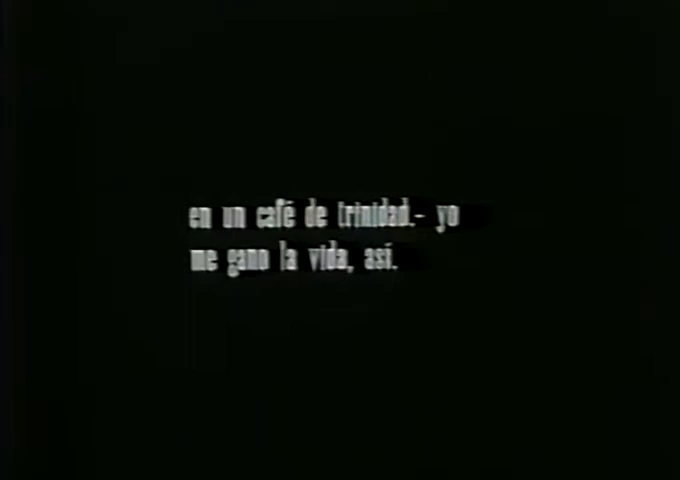 en un café de trinidad.- yo
me gano la vida, así.